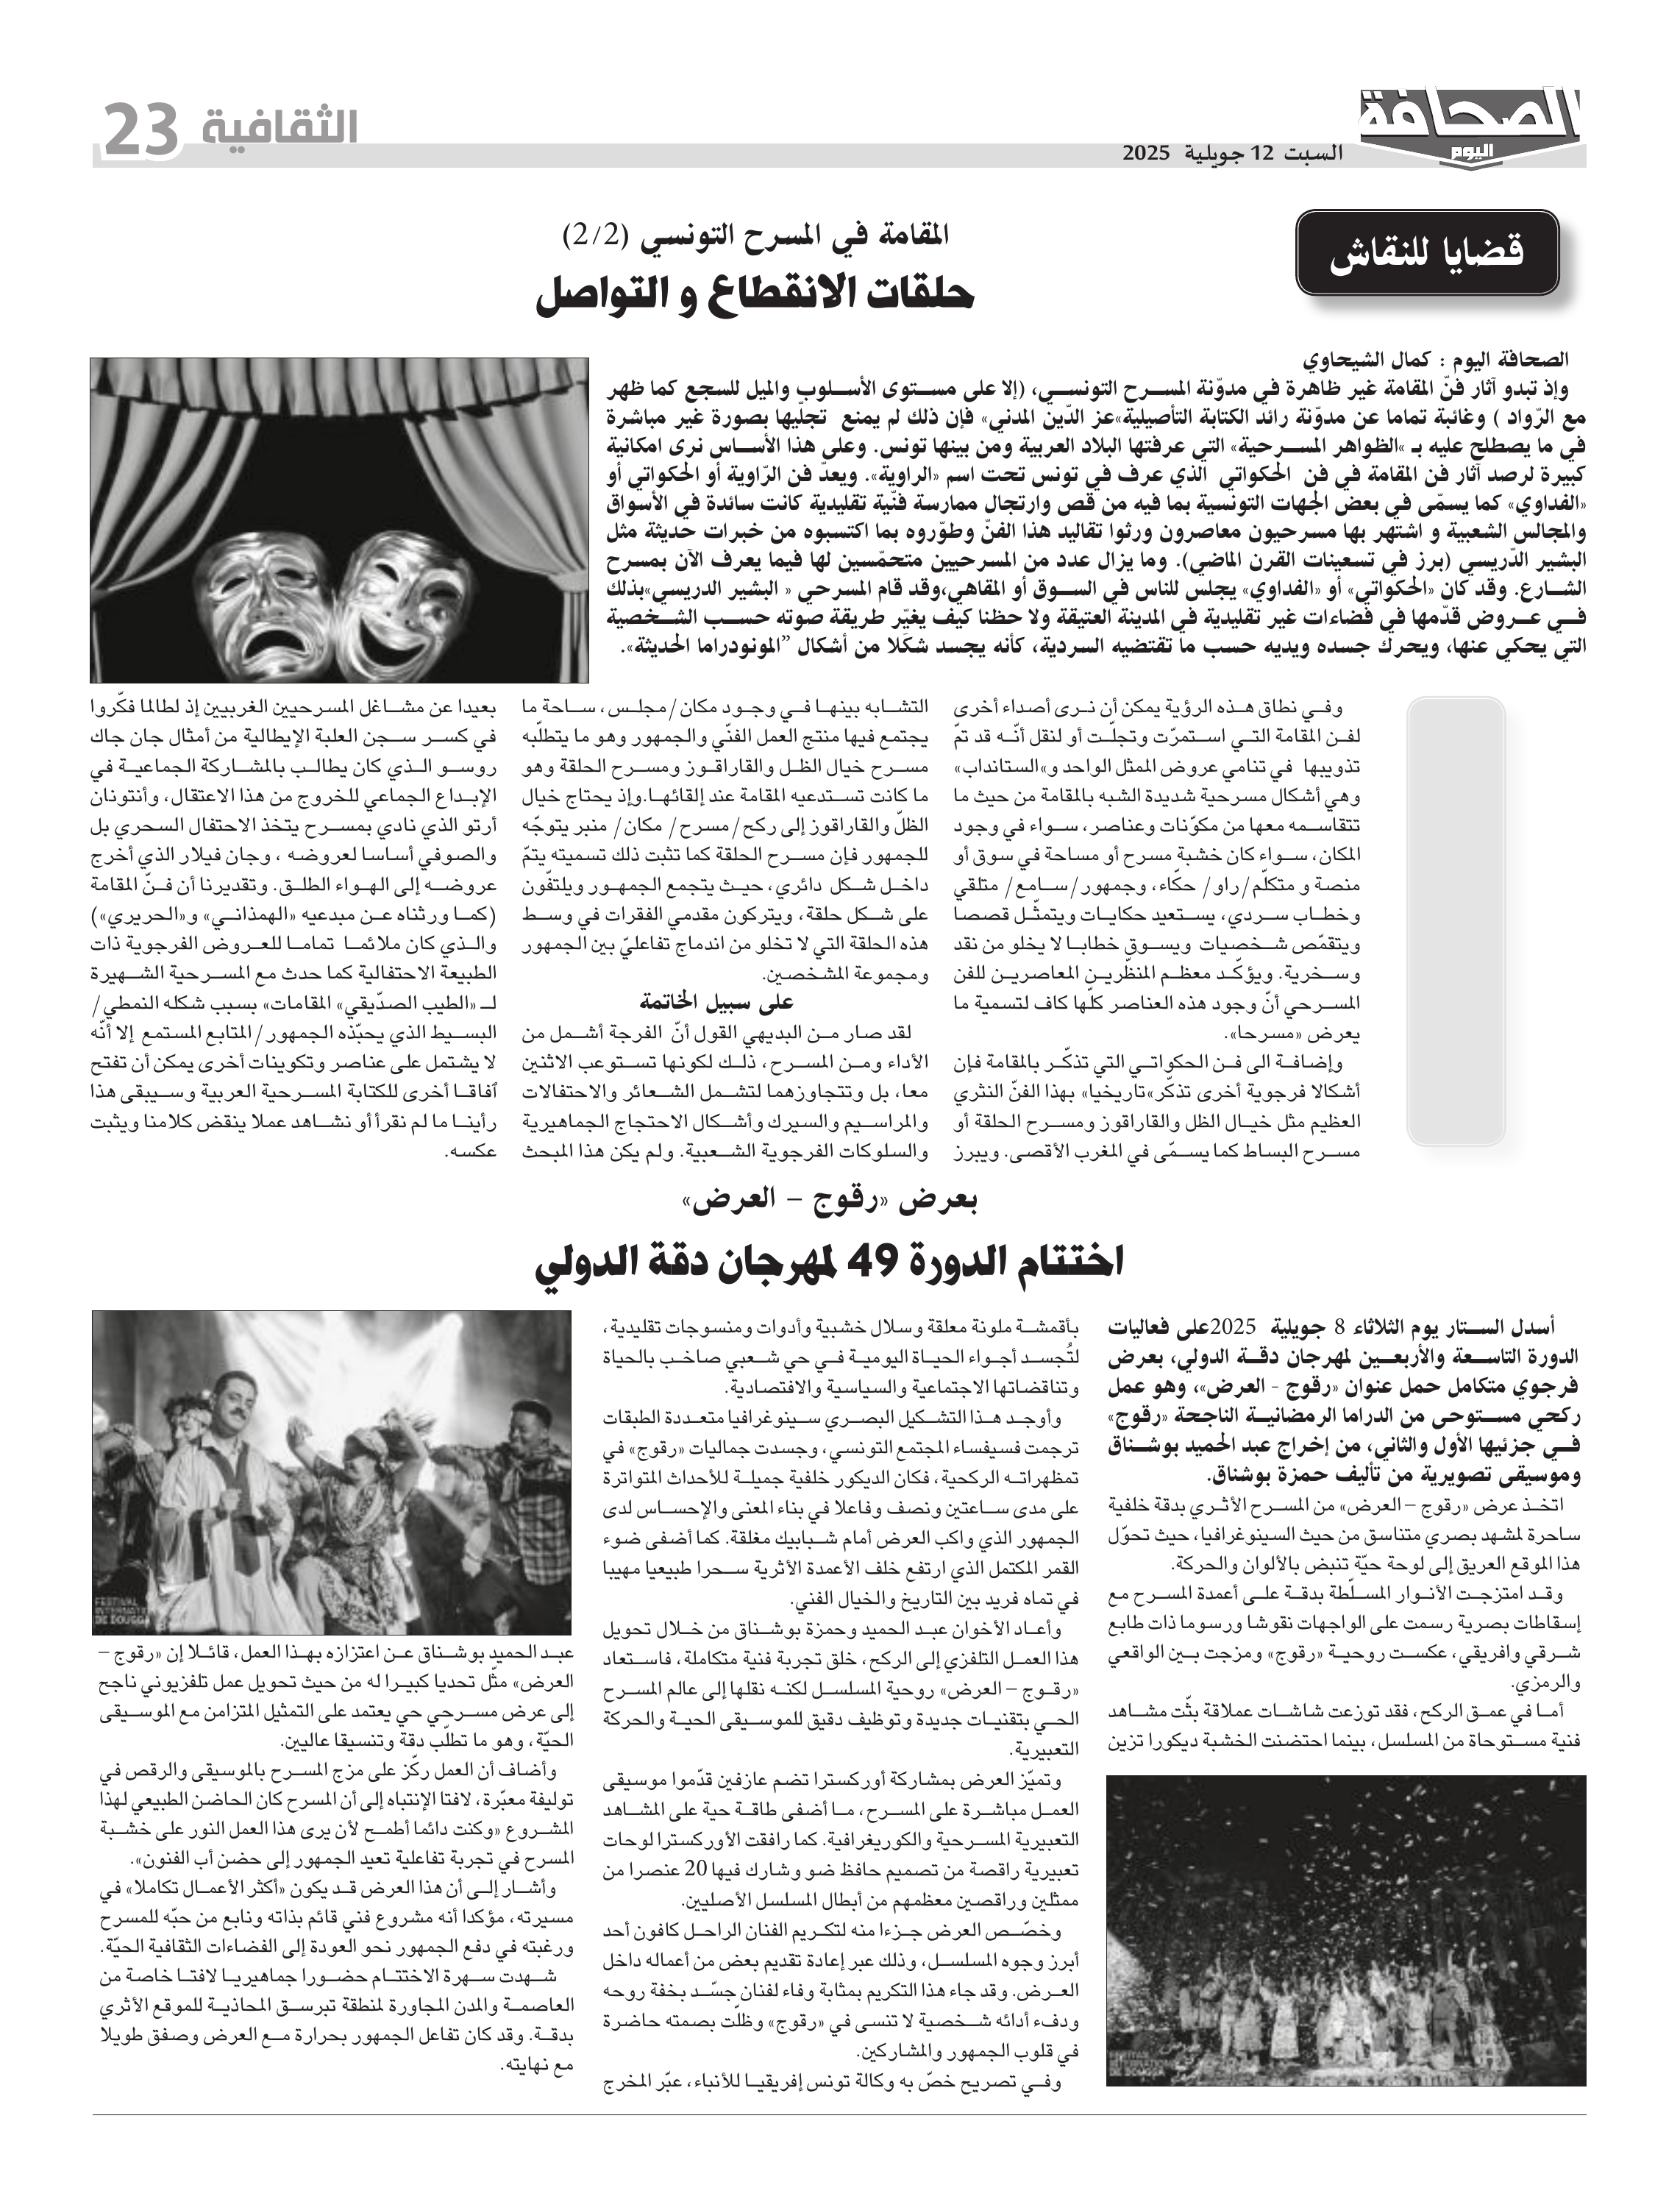 الصحافة
اليوم
السبت 12 جويلية 2025
الثقافية
23
قضايا للنقاش
المقامة في المسرح التونسي (2/2)
حلقات الانقطاع و التواصل
الصحافة اليوم : كمال الشيحاوي
وإذ تبدو آثار فنّ المقامة غير ظاهرة في مدوّنة المسرح التونسي، (إلا على مستوى الأسلوب والميل للسجع كما ظهر
مع الرّواد ) وغائبة تماما عن مدوّنة رائد الكتابة التأصيلية»عز الدّين المدني» فإن ذلك لم يمنع تجلّيها بصورة غير مباشرة
في ما يصطلح عليه بـ «الظواهر المسرحية» التي عرفتها البلاد العربية ومن بينها تونس. وعلى هذا الأساس نرى امكانية
كبيرة لرصد آثار فن المقامة في فن الحكواتي الذي عرف في تونس تحت اسم «الراوية». ويعدّ فن الرّاوية أو الحكواتي أو
«الفداوي» كما يسمّى في بعض الجهات التونسية بما فيه من قص وارتجال ممارسة فنّية تقليدية كانت سائدة في الأسواق
والمجالس الشعبية و اشتهر بها مسرحيون معاصرون ورثوا تقاليد هذا الفنّ وطوّروه بما اكتسبوه من خبرات حديثة مثل
البشير الدّريسي (برز في تسعينات القرن الماضي). وما يزال عدد من المسرحيين متحمّسين لها فيما يعرف الآن بمسرح
الشارع. وقد كان «الحكواتي» أو «الفداوي» يجلس للناس في السوق أو المقاهي،وقد قام المسرحي « البشير الدريسي»بذلك
في عروض قدّمها في فضاءات غير تقليدية في المدينة العتيقة ولا حظنا كيف يغيّر طريقة صوته حسب الشخصية
التي يحكي عنها، ويحرك جسده ويديه حسب ما تقتضيه السردية، كأنه يجسد شكلا من أشكال ”المونودراما الحديثة».
وفي نطاق هذه الرؤية يمكن أن نرى أصداء أخرى
لفن المقامة التي استمرّت وتجلّت أو لنقل أنّه قد تمّ
تذويبها في تنامي عروض الممثل الواحد و»الستانداب»
وهي أشكال مسرحية شديدة الشبه بالمقامة من حيث ما
تتقاسمه معها من مكوّنات وعناصر، سواء في وجود
المكان، سواء كان خشبة مسرح أو مساحة في سوق أو
منصة و متكلّم/راو/ حكّاء، وجمهور/سامع/ متلقي
وخطاب سردي، يستعيد حكايات ويتمثّل قصصا
ويتقمّص شخصيات ويسوق خطابا لا يخلو من نقد
وسخرية. ويؤكّد معظم المنظّرين المعاصرين للفن
المسرحي أنّ وجود هذه العناصر كلّها كاف لتسمية ما
يعرض «مسرحا».
وإضافة الى فن الحكواتي التي تذكّر بالمقامة فإن
أشكالا فرجوية أخرى تذكّر»تاريخيا» بهذا الفنّ النثري
العظيم مثل خيال الظل والقاراقوز ومسرح الحلقة أو
مسرح البساط كما يسمّى في المغرب الأقصى. ويبرز
التشابه بينها في وجود مكان/مجلس، ساحة ما
يجتمع فيها منتج العمل الفنّي والجمهور وهو ما يتطلّبه
مسرح خيال الظل والقاراقوز ومسرح الحلقة وهو
ما كانت تستدعيه المقامة عند إلقائها.وإذ يحتاج خيال
الظلّ والقاراقوز إلى ركح/مسرح/ مكان/ منبر يتوجّه
للجمهور فإن مسرح الحلقة كما تثبت ذلك تسميته يتمّ
داخل شكل دائري، حيث يتجمع الجمهور ويلتفّون
على شكل حلقة، ويتركون مقدمي الفقرات في وسط
هذه الحلقة التي لا تخلو من اندماج تفاعليّ بين الجمهور
ومجموعة المشخصين.
على سبيل الخاتمة
لقد صار من البديهي القول أنّ الفرجة أشمل من
الأداء ومن المسرح، ذلك لكونها تستوعب الاثنين
معا، بل وتتجاوزهما لتشمل الشعائر والاحتفالات
والمراسيم والسيرك وأشكال الاحتجاج الجماهيرية
والسلوكات الفرجوية الشعبية. ولم يكن هذا المبحث
بعيدا عن مشاغل المسرحيين الغربيين إذ لطالما فكّروا
في كسر سجن العلبة الإيطالية من أمثال جان جاك
روسو الذي كان يطالب بالمشاركة الجماعية في
الإبداع الجماعي للخروج من هذا الاعتقال، وأنتونان
أرتو الذي نادي بمسرح يتخذ الاحتفال السحري بل
والصوفي أساسا لعروضه ، وجان فيلار الذي أخرج
عروضه إلى الهواء الطلق. وتقديرنا أن فنّ المقامة
(كما ورثناه عن مبدعيه «الهمذاني» و«الحريري»)
والذي كان ملائما تماما للعروض الفرجوية ذات
الطبيعة الاحتفالية كما حدث مع المسرحية الشهيرة
لـ «الطيب الصدّيقي» المقامات» بسبب شكله النمطي/
البسيط الذي يحبّذه الجمهور/المتابع المستمع إلا أنّه
لا يشتمل على عناصر وتكوينات أخرى يمكن أن تفتح
آفاقا أخرى للكتابة المسرحية العربية وسيبقى هذا
رأينا ما لم نقرأ أو نشاهد عملا ينقض كلامنا ويثبت
عكسه.
بعرض «رقوج – العرض»
اختتام الدورة 49 لمهرجان دقة الدولي
أسدل الستار يوم الثلاثاء 8 جويلية 2025على فعاليات
الدورة التاسعة والأربعين لمهرجان دقة الدولي، بعرض
فرجوي متكامل حمل عنوان «رقوج - العرض»، وهو عمل
ركحي مستوحى من الدراما الرمضانية الناجحة «رقوج»
في جزئيها الأول والثاني، من إخراج عبد الحميد بوشناق
وموسيقى تصويرية من تأليف حمزة بوشناق.
اتخذ عرض «رقوج – العرض» من المسرح الأثري بدقة خلفية
ساحرة لمشهد بصري متناسق من حيث السينوغرافيا، حيث تحوّل
هذا الموقع العريق إلى لوحة حيّة تنبض بالألوان والحركة.
وقد امتزجت الأنوار المسلّطة بدقة على أعمدة المسرح مع
إسقاطات بصرية رسمت على الواجهات نقوشا ورسوما ذات طابع
شرقي وافريقي، عكست روحية «رقوج» ومزجت بين الواقعي
والرمزي.
أما في عمق الركح، فقد توزعت شاشات عملاقة بثّت مشاهد
فنية مستوحاة من المسلسل، بينما احتضنت الخشبة ديكورا تزين
بأقمشة ملونة معلقة وسلال خشبية وأدوات ومنسوجات تقليدية،
لتُجسد أجواء الحياة اليومية في حي شعبي صاخب بالحياة
وتناقضاتها الاجتماعية والسياسية والاقتصادية.
وأوجد هذا التشكيل البصري سينوغرافيا متعددة الطبقات
ترجمت فسيفساء المجتمع التونسي، وجسدت جماليات «رقوج» في
تمظهراته الركحية، فكان الديكور خلفية جميلة للأحداث المتواترة
على مدى ساعتين ونصف وفاعلا في بناء المعنى والإحساس لدى
الجمهور الذي واكب العرض أمام شبابيك مغلقة. كما أضفى ضوء
القمر المكتمل الذي ارتفع خلف الأعمدة الأثرية سحرا طبيعيا مهيبا
في تماه فريد بين التاريخ والخيال الفني.
وأعاد الأخوان عبد الحميد وحمزة بوشناق من خلال تحويل
هذا العمل التلفزي إلى الركح، خلق تجربة فنية متكاملة، فاستعاد
«رقوج – العرض» روحية المسلسل لكنه نقلها إلى عالم المسرح
الحي بتقنيات جديدة وتوظيف دقيق للموسيقى الحية والحركة
التعبيرية.
وتميّز العرض بمشاركة أوركسترا تضم عازفين قدّموا موسيقى
العمل مباشرة على المسرح، ما أضفى طاقة حية على المشاهد
التعبيرية المسرحية والكوريغرافية. كما رافقت الأوركسترا لوحات
تعبيرية راقصة من تصميم حافظ ضو وشارك فيها 20 عنصرا من
ممثلين وراقصين معظمهم من أبطال المسلسل الأصليين.
وخصّص العرض جزءا منه لتكريم الفنان الراحل كافون أحد
أبرز وجوه المسلسل، وذلك عبر إعادة تقديم بعض من أعماله داخل
العرض. وقد جاء هذا التكريم بمثابة وفاء لفنان جسّد بخفة روحه
ودفء أدائه شخصية لا تنسى في «رقوج» وظلّت بصمته حاضرة
في قلوب الجمهور والمشاركين.
وفي تصريح خصّ به وكالة تونس إفريقيا للأنباء، عبّر المخرج
FESTIVAL
INTERNATIONAL
DE DOUGGA
عبد الحميد بوشناق عن اعتزازه بهذا العمل، قائلا إن «رقوج –
العرض» مثّل تحديا كبيرا له من حيث تحويل عمل تلفزيوني ناجح
إلى عرض مسرحي حي يعتمد على التمثيل المتزامن مع الموسيقى
الحيّة، وهو ما تطلّب دقة وتنسيقا عاليين.
وأضاف أن العمل ركّز على مزج المسرح بالموسيقى والرقص في
توليفة معبّرة، لافتا الإنتباه إلى أن المسرح كان الحاضن الطبيعي لهذا
المشروع «وكنت دائما أطمح لأن يرى هذا العمل النور على خشبة
المسرح في تجربة تفاعلية تعيد الجمهور إلى حضن أب الفنون».
وأشار إلى أن هذا العرض قد يكون «أكثر الأعمال تكاملا» في
مسيرته، مؤكدا أنه مشروع فني قائم بذاته ونابع من حبّه للمسرح
ورغبته في دفع الجمهور نحو العودة إلى الفضاءات الثقافية الحيّة.
شهدت سهرة الاختتام حضورا جماهيريا لافتا خاصة من
العاصمة والمدن المجاورة لمنطقة تبرسق المحاذية للموقع الأثري
بدقة. وقد كان تفاعل الجمهور بحرارة مع العرض وصفق طويلا
مع نهايته.